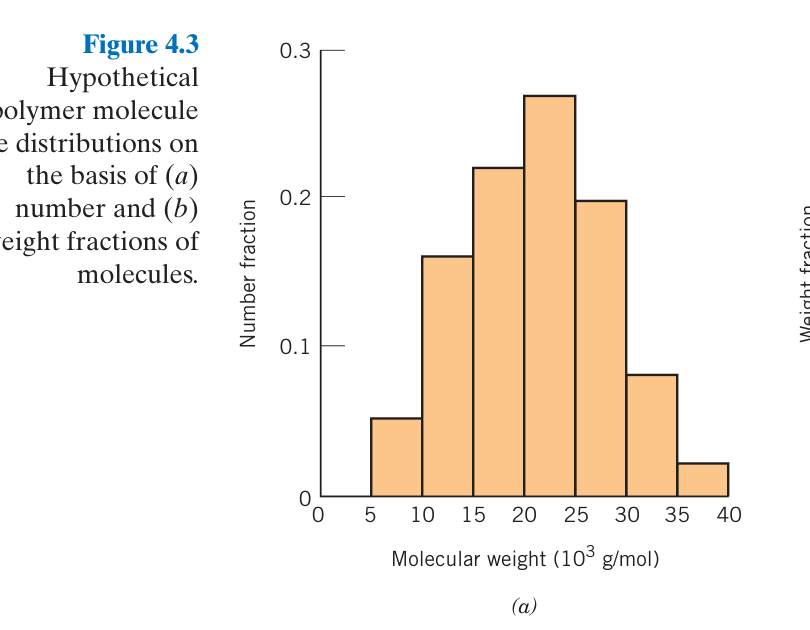 Figure 4.3
Hypothetical
polymer molecule
e distributions on
the basis of (a)
number and (b)
eight fractions of
molecules.
0.3
0.2
0.1
0
Number fraction
0 5 10 15 20 25 30 35 40
Molecular weight (10³ g/mol)
(a)
Weight fraction